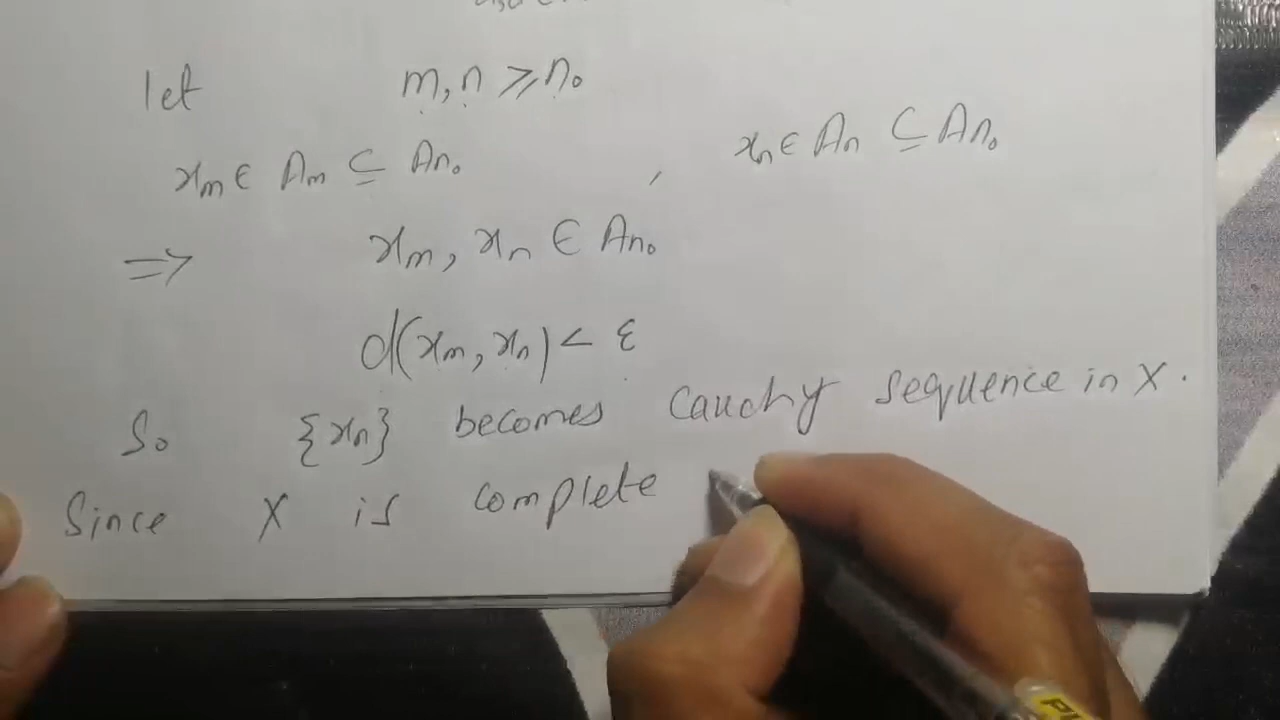 let m, n ≥ n₀
xₘ ∈ Aₘ ⊆ Aₙ₀ , xₙ ∈ Aₙ ⊆ Aₙ₀
⇒ xₘ, xₙ ∈ Aₙ₀
d(xₘ, xₙ) < ε
So {xₙ} becomes Cauchy sequence in X.
Since X is complete